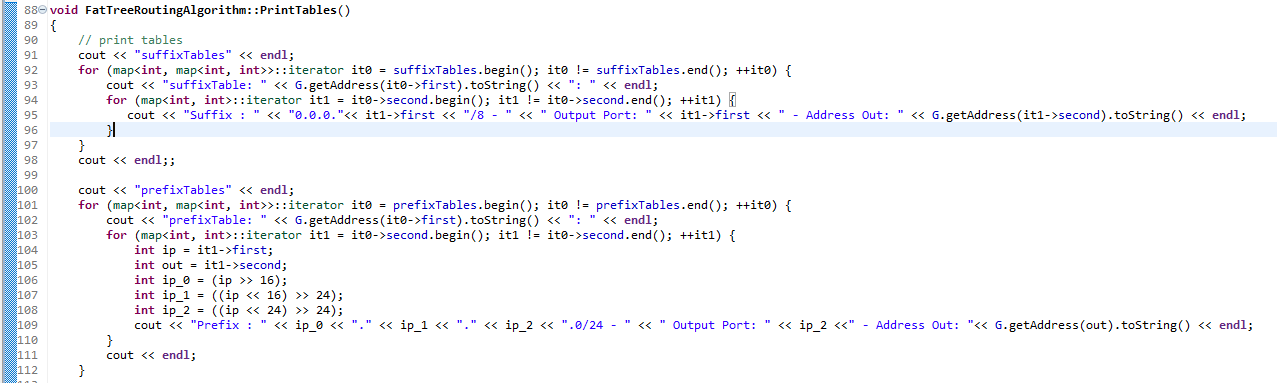 88 void FatTreeRoutingAlgorithm::PrintTables()
89 {
90     // print tables
91     cout << "suffixTables" << endl;
92     for (map<int, map<int, int>>::iterator it0 = suffixTables.begin(); it0 != suffixTables.end(); ++it0) {
93         cout << "suffixTable: " << G.getAddress(it0->first).toString() << ": " << endl;
94         for (map<int, int>::iterator it1 = it0->second.begin(); it1 != it0->second.end(); ++it1) {
95            cout << "Suffix : " << "0.0.0."<< it1->first << "/8 - " << " Output Port: " << it1->first << " - Address Out: " << G.getAddress(it1->second).toString() << endl;
96         }
97     }
98     cout << endl;;
99
100     cout << "prefixTables" << endl;
101     for (map<int, map<int, int>>::iterator it0 = prefixTables.begin(); it0 != prefixTables.end(); ++it0) {
102         cout << "prefixTable: " << G.getAddress(it0->first).toString() << ": " << endl;
103         for (map<int, int>::iterator it1 = it0->second.begin(); it1 != it0->second.end(); ++it1) {
104             int ip = it1->first;
105             int out = it1->second;
106             int ip_0 = (ip >> 16);
107             int ip_1 = ((ip << 16) >> 24);
108             int ip_2 = ((ip << 24) >> 24);
109             cout << "Prefix : " << ip_0 << "." << ip_1 << "." << ip_2 << ".0/24 - " << " Output Port: " << ip_2 <<" - Address Out: "<< G.getAddress(out).toString() << endl;
110         }
111         cout << endl;
112     }